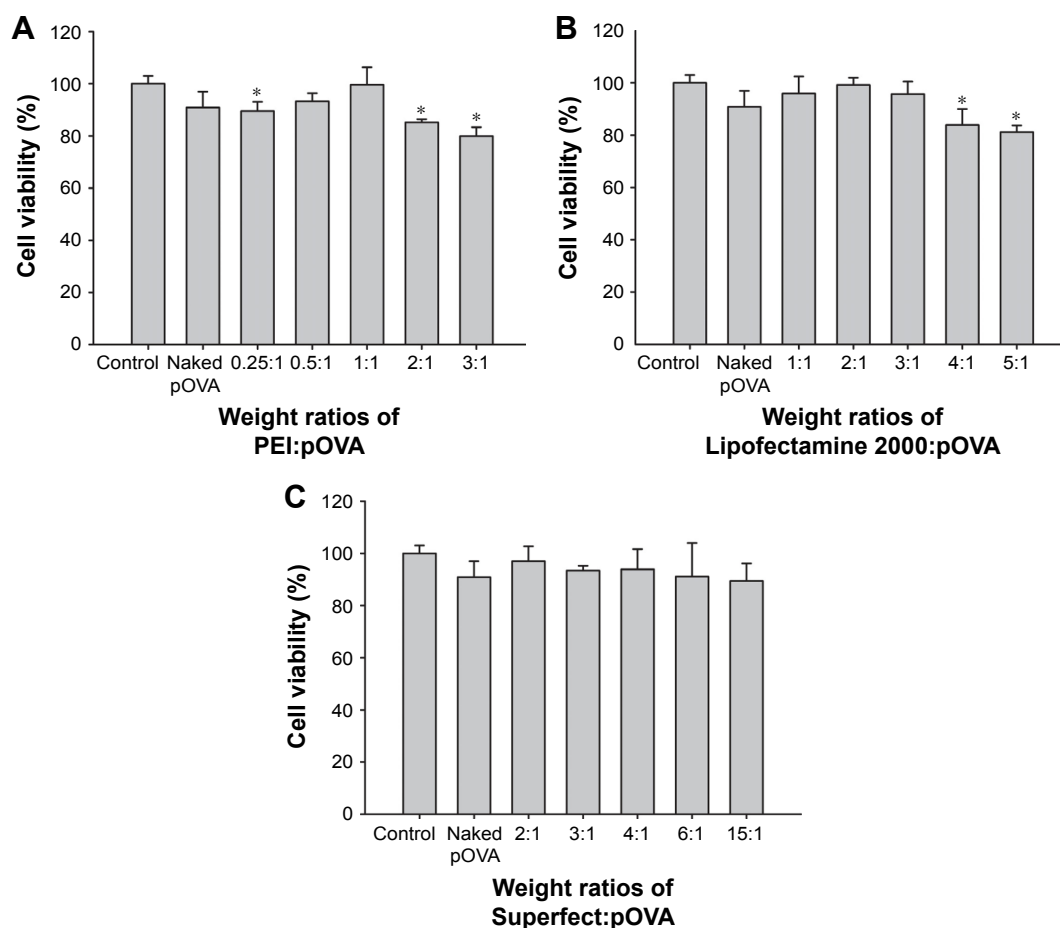 A
120
100
80
60
40
20
0
Cell viability (%)
*
*
*
Control
Naked pOVA
0.25:1
0.5:1
1:1
2:1
3:1
Weight ratios of
PEI:pOVA
B
120
100
80
60
40
20
0
Cell viability (%)
*
*
Control
Naked pOVA
1:1
2:1
3:1
4:1
5:1
Weight ratios of
Lipofectamine 2000:pOVA
C
120
100
80
60
40
20
0
Cell viability (%)
Control
Naked pOVA
2:1
3:1
4:1
6:1
15:1
Weight ratios of
Superfect:pOVA